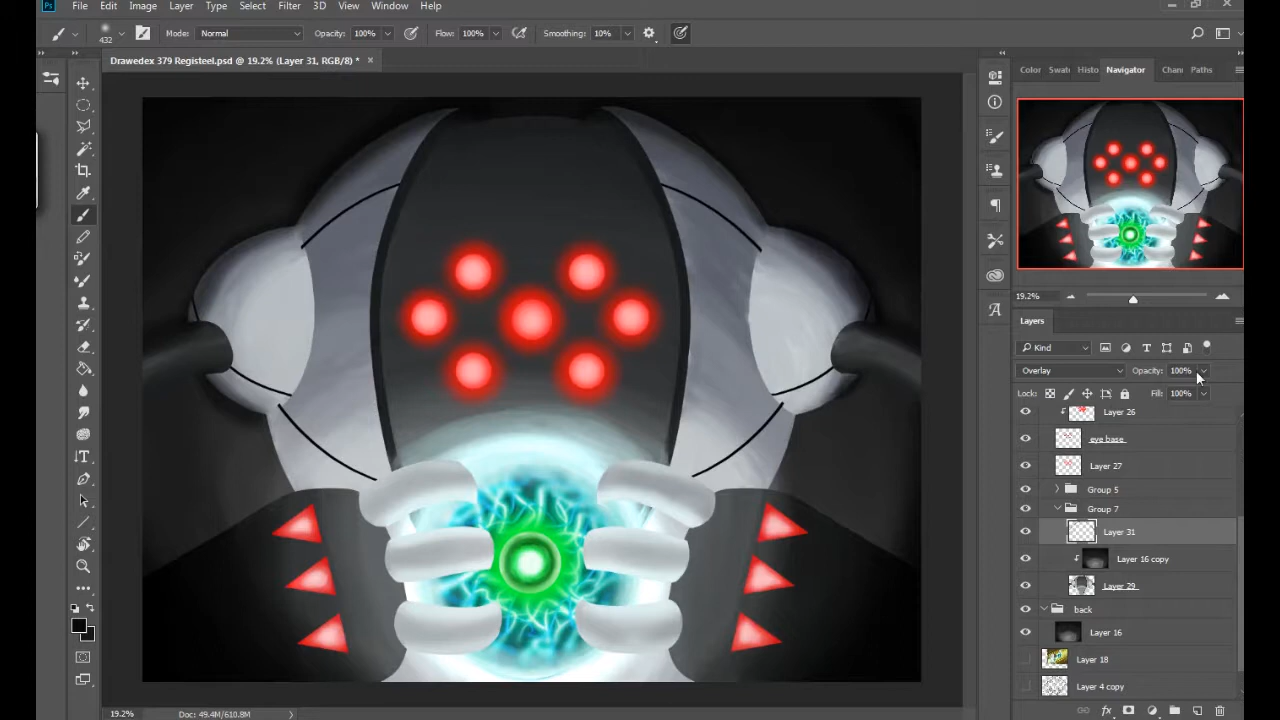 Ps File Edit Image Layer Type Select Filter 3D View Window Help
432 Mode: Normal Opacity: 100% Flow: 100% Smoothing: 10%
Drawedex 379 Registeel.psd @ 19.2% (Layer 31, RGB/8) *
Color Swab Histo Navigator Chan Paths
19.2%
Layers
Kind
Overlay Opacity: 100%
Lock: Fill: 100%
Layer 26
eye base
Layer 27
Group 5
Group 7
Layer 31
Layer 16 copy
Layer 29
back
Layer 16
Layer 18
Layer 4 copy
19.2% Doc: 49.4M/610.8M